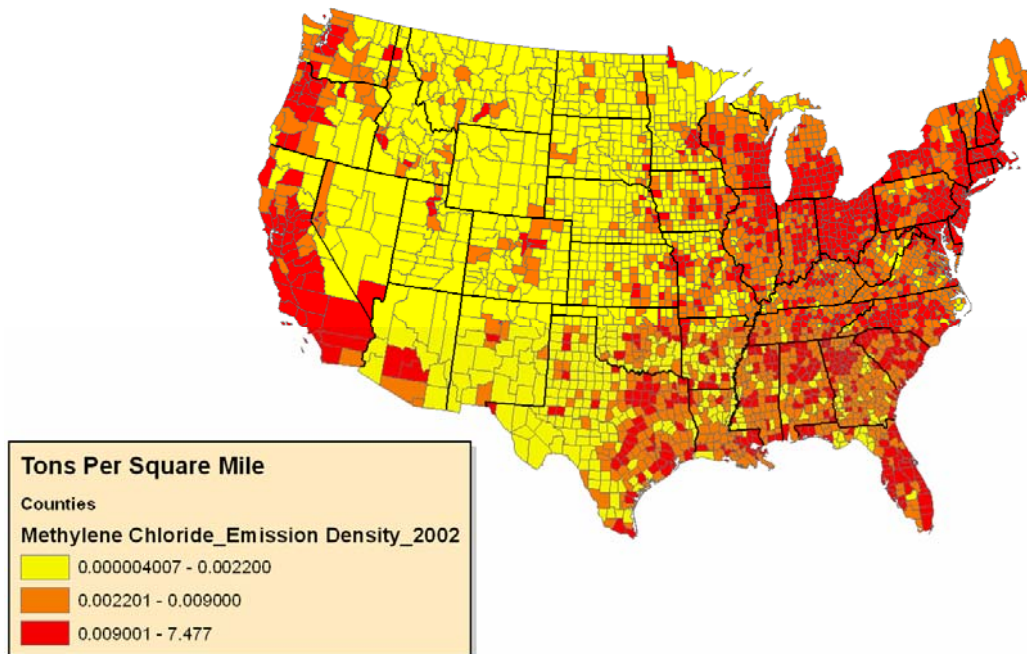 Tons Per Square Mile
Counties
Methylene Chloride_Emission Density_2002
0.000004007 - 0.002200
0.002201 - 0.009000
0.009001 - 7.477